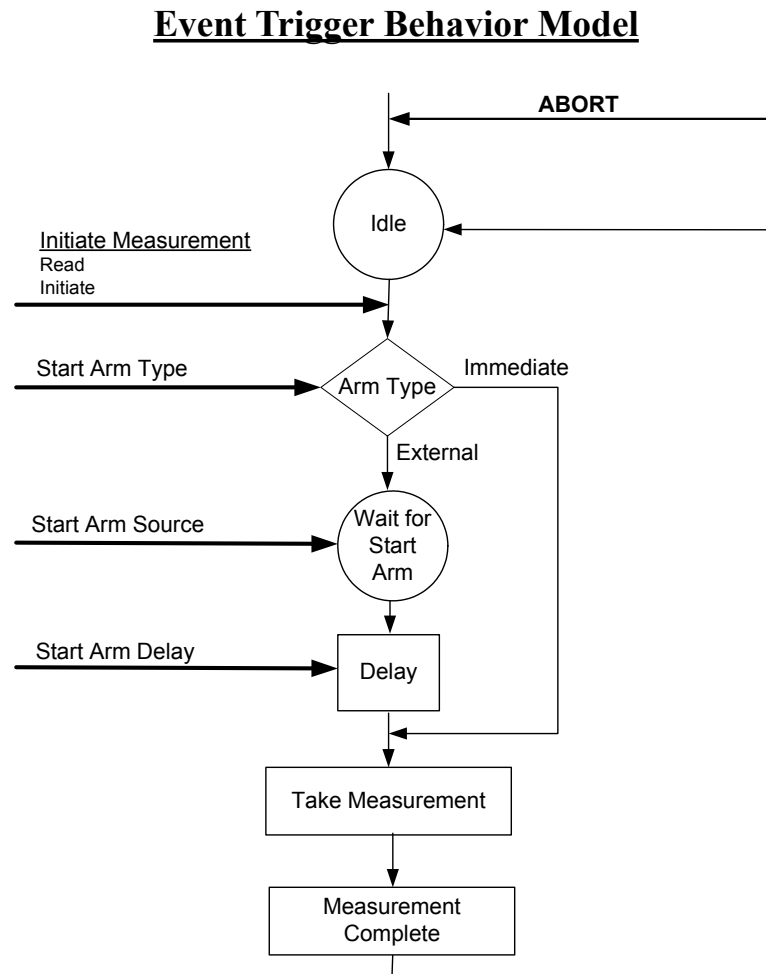 Event Trigger Behavior Model
ABORT
Idle
Initiate Measurement
Read
Initiate
Start Arm Type
Arm Type
Immediate
External
Start Arm Source
Wait for
Start
Arm
Start Arm Delay
Delay
Take Measurement
Measurement
Complete